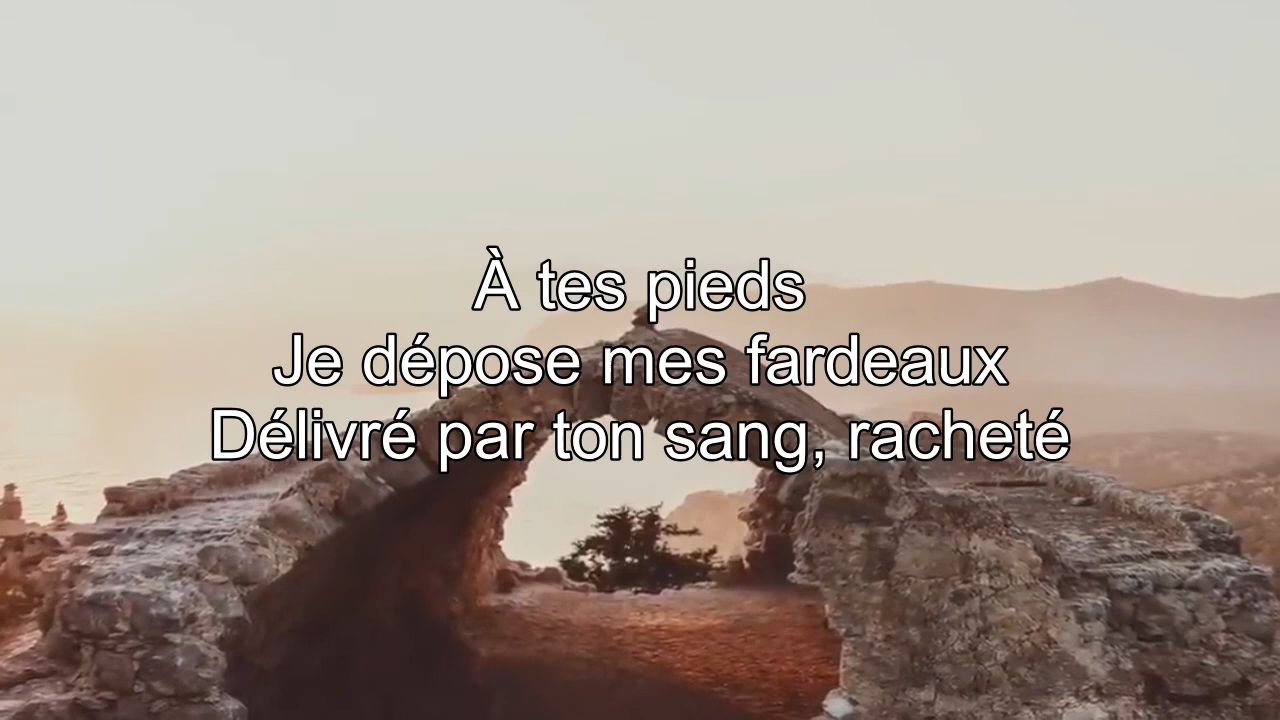 À tes pieds
Je dépose mes fardeaux
Délivré par ton sang, racheté